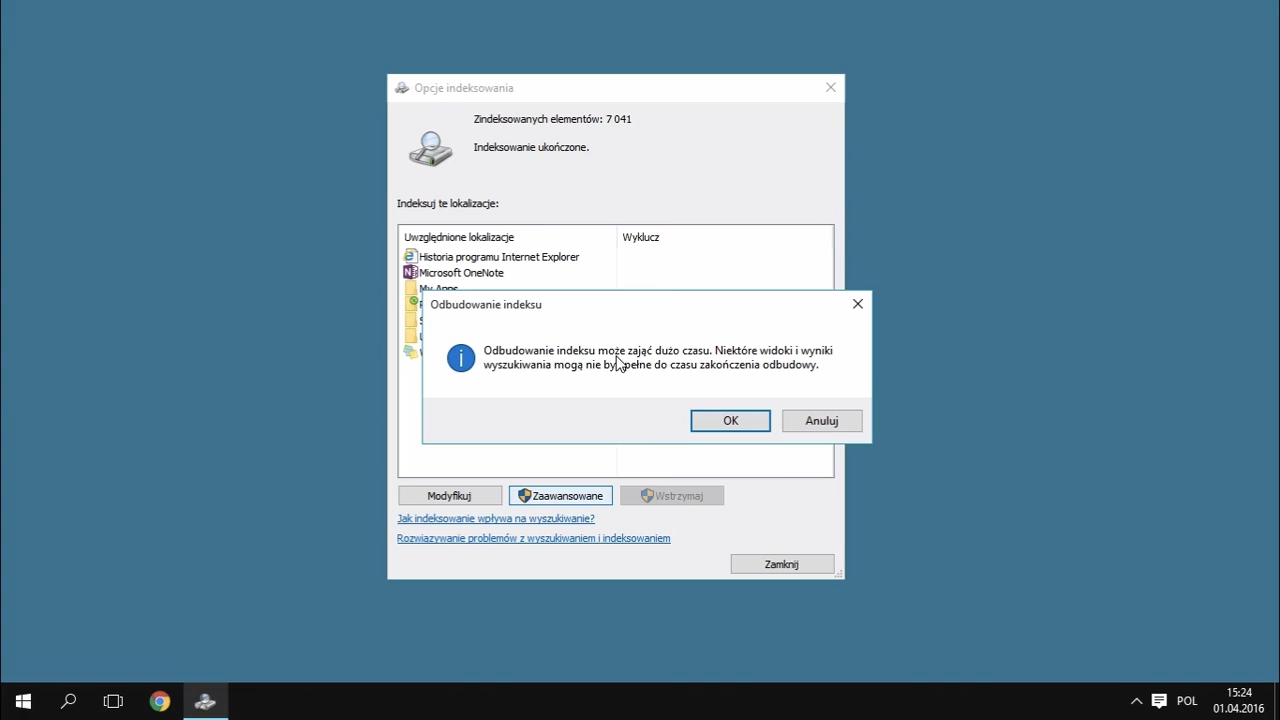 Opcje indeksowania
Zindeksowanych elementów: 7 041
Indeksowanie ukończone.
Indeksuj te lokalizacje:
Uwzględnione lokalizacje
Wyklucz
Historia programu Internet Explorer
Microsoft OneNote
My Apps
Odbudowanie indeksu
Odbudowanie indeksu może zająć dużo czasu. Niektóre widoki i wyniki
wyszukiwania mogą nie być pełne do czasu zakończenia odbudowy.
OK
Anuluj
Modyfikuj
Zaawansowane
Wstrzymaj
Jak indeksowanie wpływa na wyszukiwanie?
Rozwiązywanie problemów z wyszukiwaniem i indeksowaniem
Zamknij
POL
15:24
01.04.2016